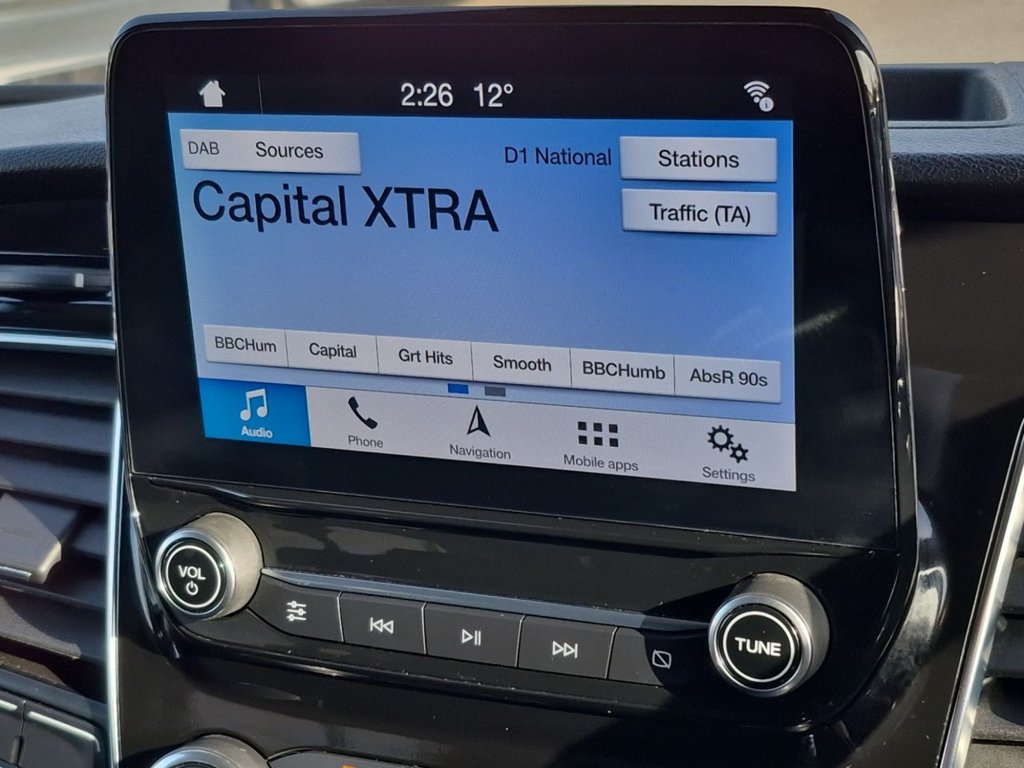 2:26 12°
DAB Sources D1 National Stations
Capital XTRA Traffic (TA)
BBCHum Capital Grt Hits Smooth BBCHumb AbsR 90s
Audio Phone Navigation Mobile apps Settings
VOL
TUNE